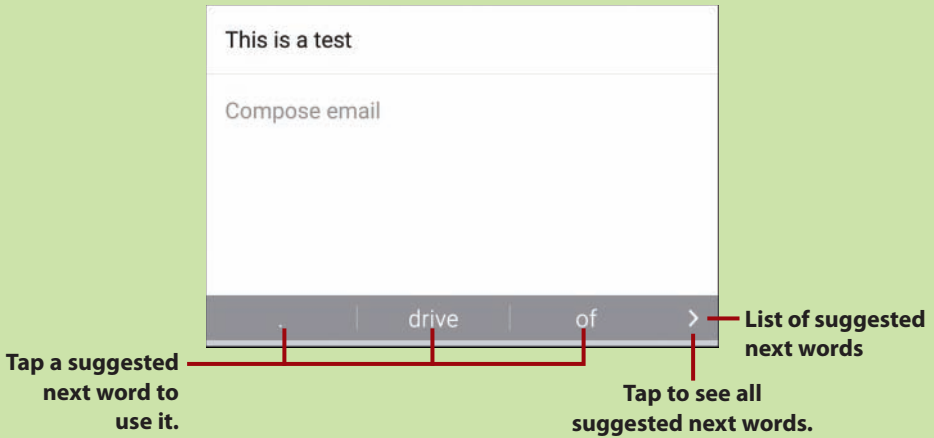 This is a test
Compose email
. drive of >
List of suggested
next words
Tap a suggested
next word to
use it.
Tap to see all
suggested next words.